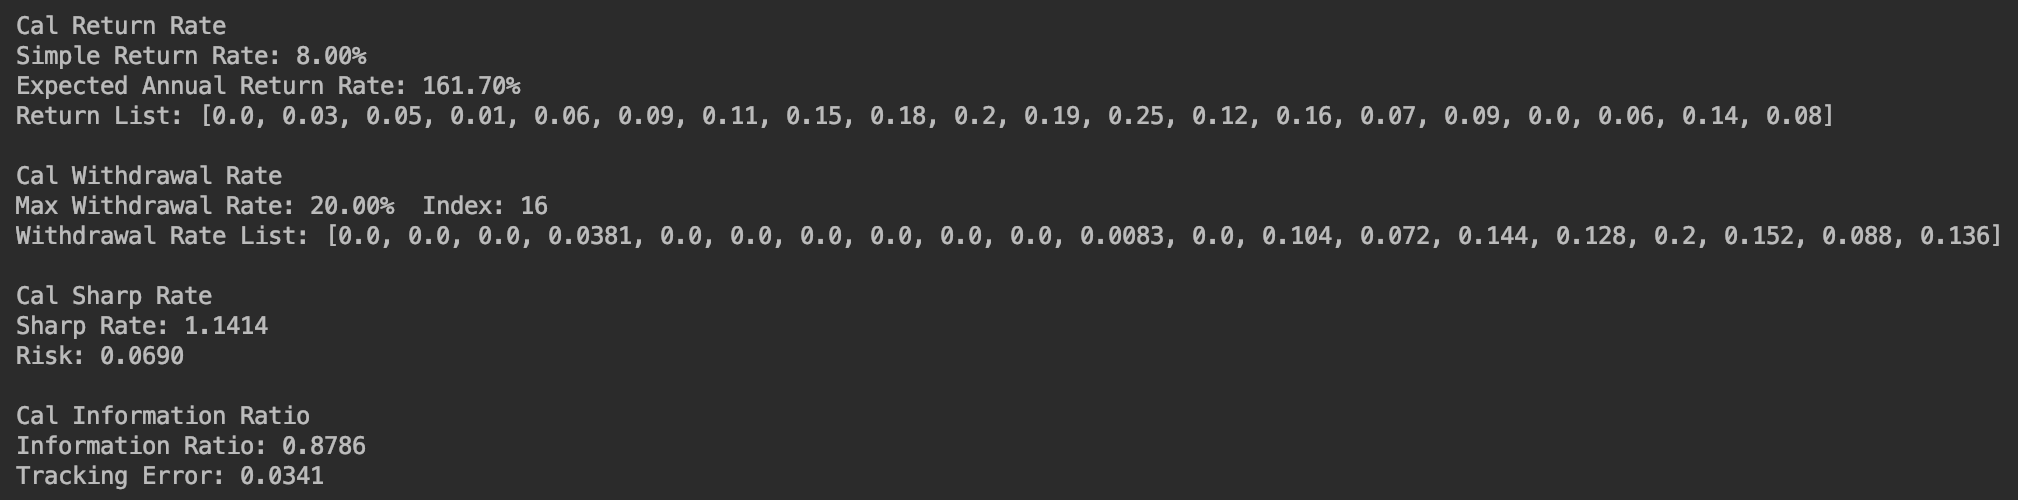 Cal Return Rate
Simple Return Rate: 8.00%
Expected Annual Return Rate: 161.70%
Return List: [0.0, 0.03, 0.05, 0.01, 0.06, 0.09, 0.11, 0.15, 0.18, 0.2, 0.19, 0.25, 0.12, 0.16, 0.07, 0.09, 0.0, 0.06, 0.14, 0.08]
Cal Withdrawal Rate
Max Withdrawal Rate: 20.00%  Index: 16
Withdrawal Rate List: [0.0, 0.0, 0.0, 0.0381, 0.0, 0.0, 0.0, 0.0, 0.0, 0.0, 0.0083, 0.0, 0.104, 0.072, 0.144, 0.128, 0.2, 0.152, 0.088, 0.136]
Cal Sharp Rate
Sharp Rate: 1.1414
Risk: 0.0690
Cal Information Ratio
Information Ratio: 0.8786
Tracking Error: 0.0341